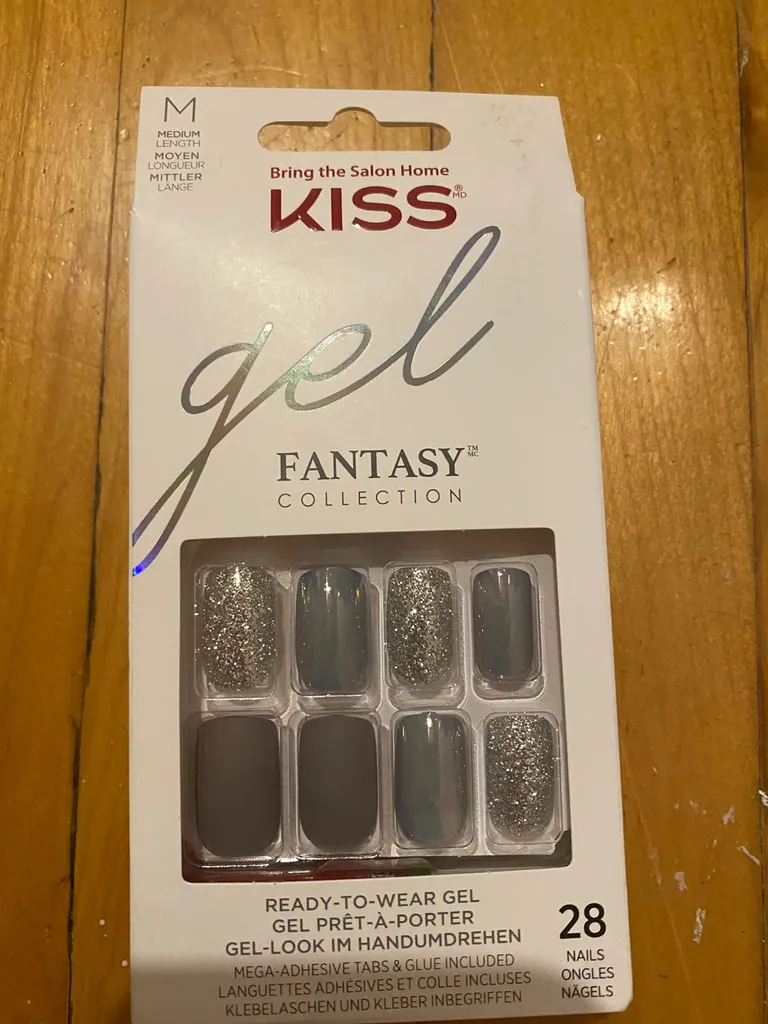 M
MEDIUM
LENGTH
MOYEN
LONGUEUR
MITTLER
LÄNGE
Bring the Salon Home
KISS®MD
gel
FANTASY™MC
COLLECTION
READY-TO-WEAR GEL
GEL PRÊT-À-PORTER
GEL-LOOK IM HANDUMDREHEN
MEGA-ADHESIVE TABS & GLUE INCLUDED
LANGUETTES ADHÉSIVES ET COLLE INCLUSES
KLEBELASCHEN UND KLEBER INBEGRIFFEN
28
NAILS
ONGLES
NÄGELS